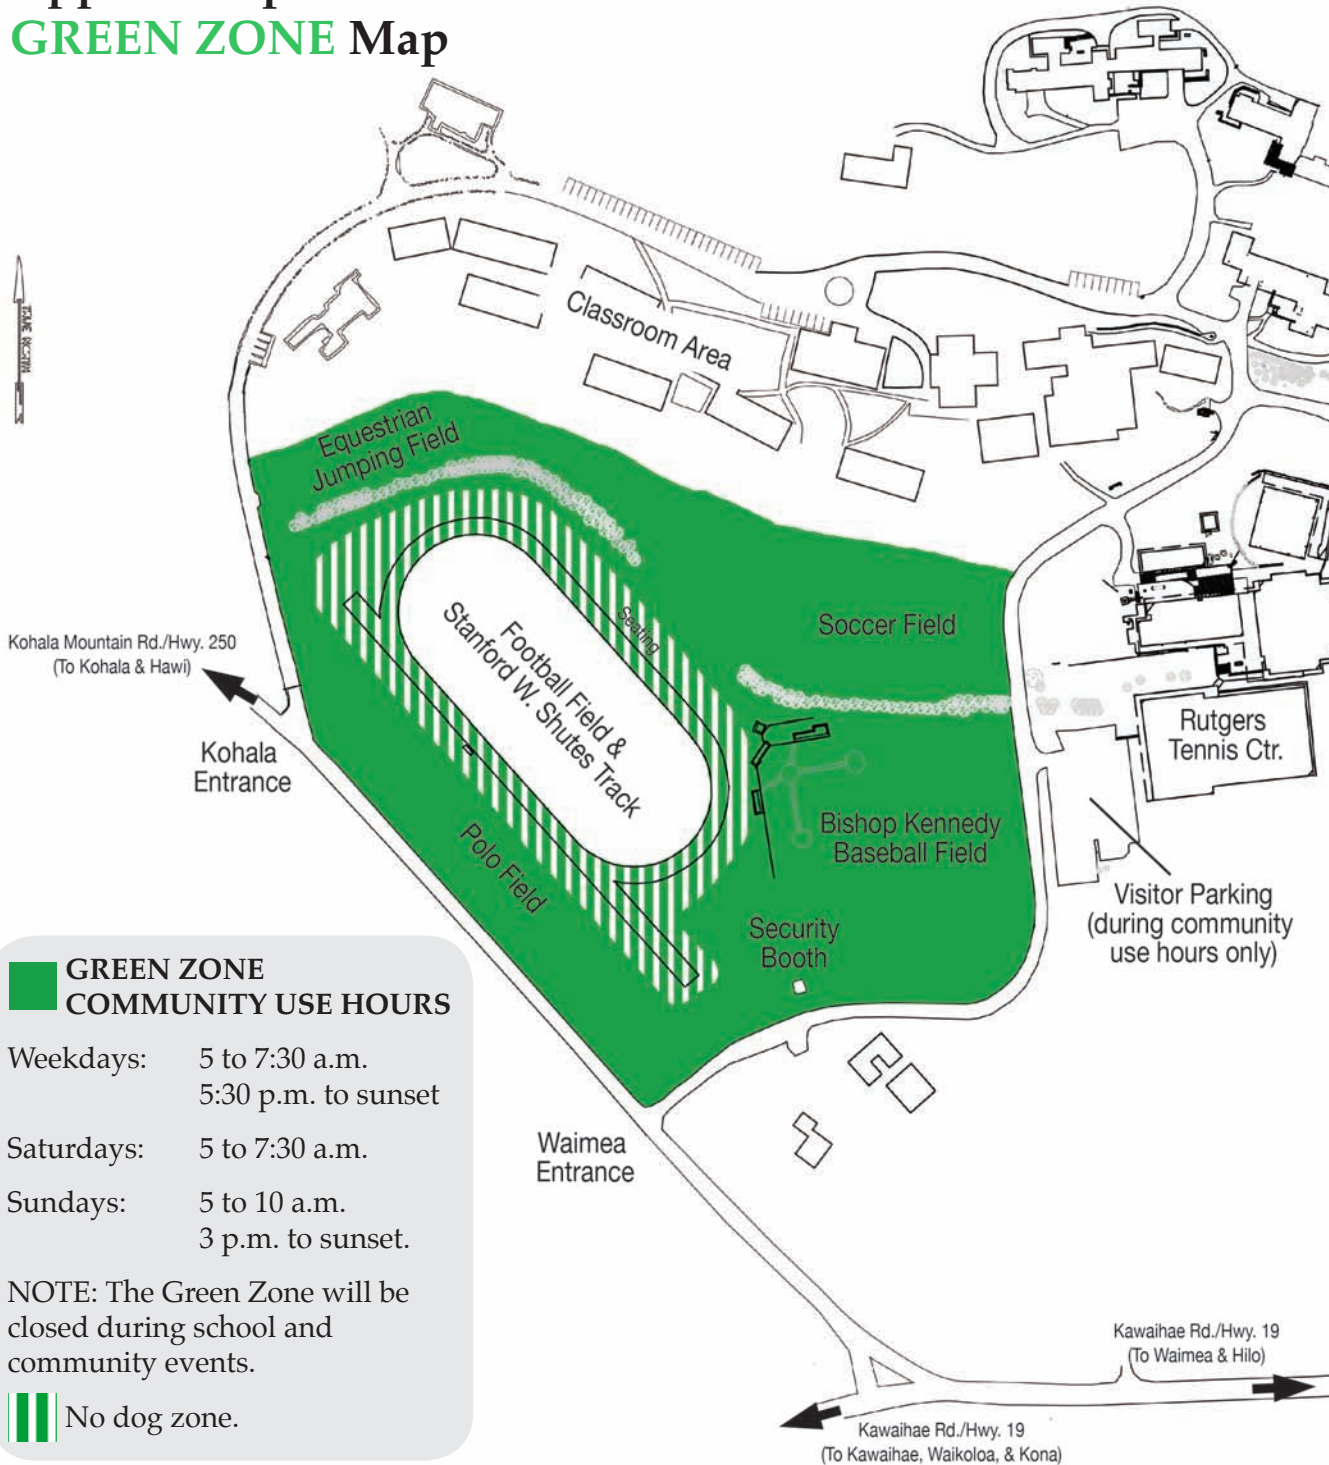 GREEN ZONE Map
Classroom Area
Equestrian
Jumping Field
Seating
Soccer Field
Football Field &
Stanford W. Shutes Track
Kohala Mountain Rd./Hwy. 250
(To Kohala & Hawi)
Kohala
Entrance
Rutgers
Tennis Ctr.
Polo Field
Bishop Kennedy
Baseball Field
Visitor Parking
(during community
use hours only)
Security
Booth
GREEN ZONE
COMMUNITY USE HOURS
Weekdays: 5 to 7:30 a.m.
5:30 p.m. to sunset
Saturdays: 5 to 7:30 a.m.
Sundays: 5 to 10 a.m.
3 p.m. to sunset.
NOTE: The Green Zone will be
closed during school and
community events.
No dog zone.
Waimea
Entrance
Kawaihae Rd./Hwy. 19
(To Waimea & Hilo)
Kawaihae Rd./Hwy. 19
(To Kawaihae, Waikoloa, & Kona)